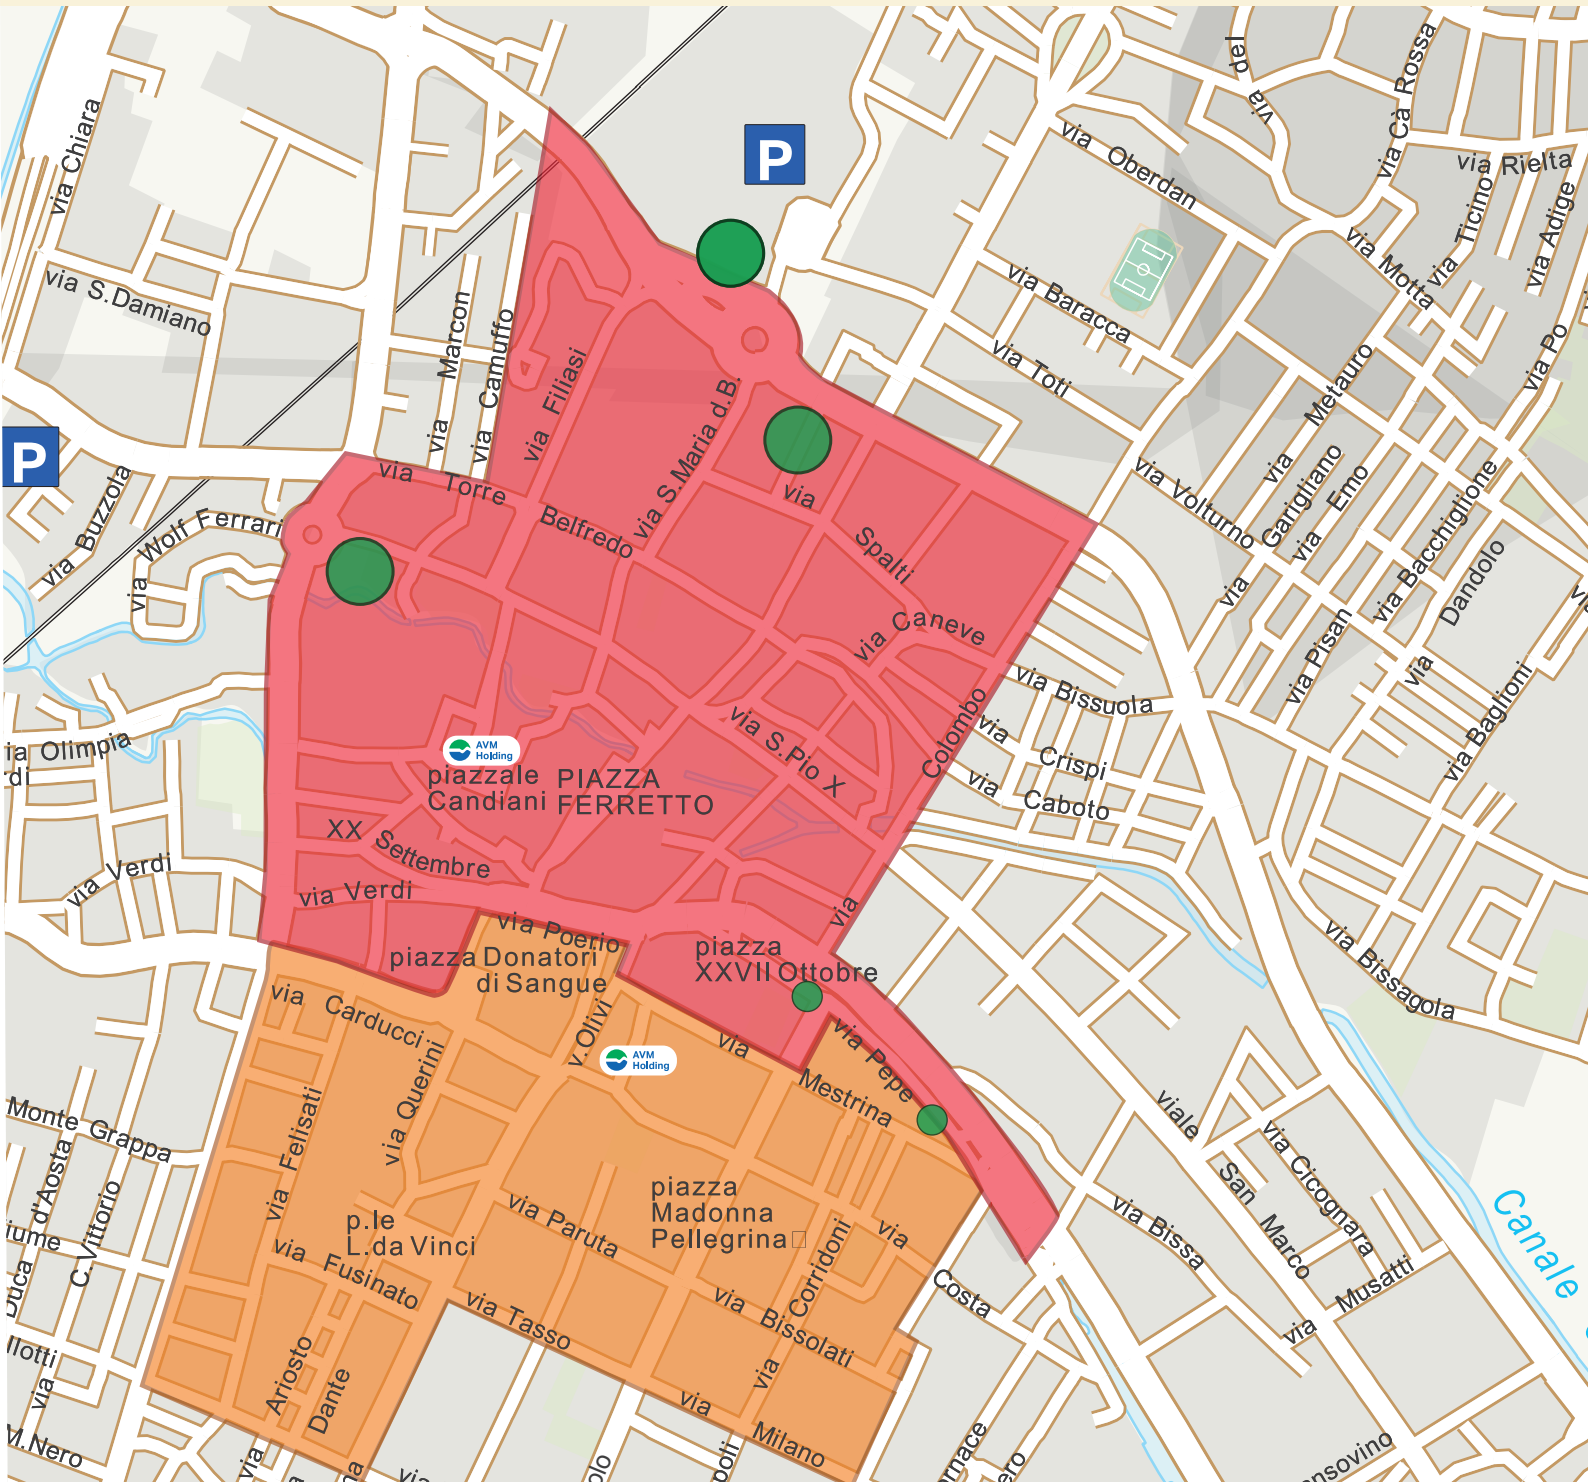 via Chiara
via S.Damiano
via Marcon
via Camuffo
via Filiasi
via S.Maria d.B.
P
P
via Oberdan
via Baracca
via Toti
via Cà Rossa
via Rielta
via Ticino
via Adige
via Motta
via Po
via Metauro
via Garigliano
via Emo
via Bacchiglione
via Volturno
via
via Pisan
via Dandolo
via Baglioni
via Buzzola
via Wolf Ferrari
via Torre Belfredo
via Spalti
via Caneve
via Bissuola
via Colombo
via Crispi
via Caboto
via S.Pio X
AVM
Holding
piazzale
Candiani
PIAZZA
FERRETTO
XX Settembre
via Verdi
via Poerio
piazza Donatori
di Sangue
piazza
XXVII Ottobre
via Pepe
via Mestrina
via Carducci
v.Olivi
AVM
Holding
via Querini
via Felisati
p.le
L.da Vinci
via Fusinato
via Paruta
piazza
Madonna
Pellegrina
via Corridoni
via Costa
via Bissolati
via Tasso
via Milano
Ariosto
Dante
via
Olimpia
via Verdi
Monte Grappa
d'Aosta
Duca
C.Vittorio
via
M.Nero
via
via
via Bissagola
viale San Marco
via Cicognara
via Bissa
via Musatti
Canale